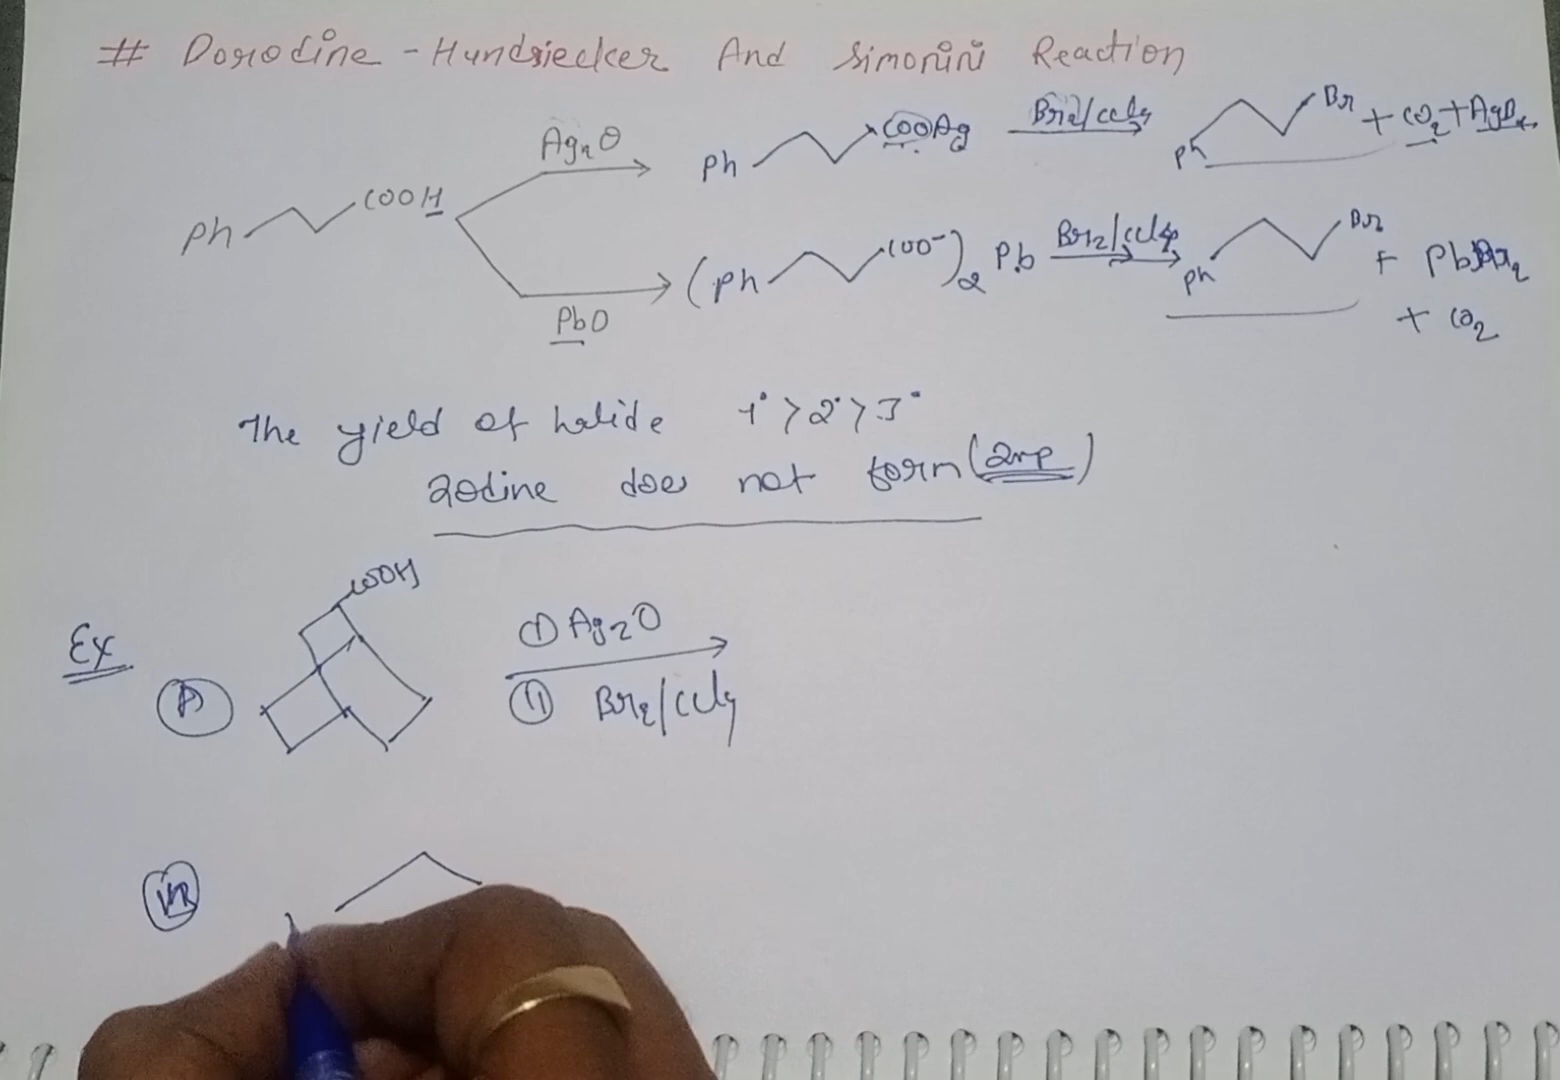 # Borodine - Hundsiecker And Simonini Reaction
Ph COOH
Ag2O
Ph COOAg
Br2/CCl4
Ph Br + CO2 + AgBr
PbO
(Ph COO-)2 Pb
Br2/CCl4
Ph Br + PbBr2
+ CO2
The yield of halide 1° > 2° > 3°
Iodine does not form (Imp)
Ex
COOH
① Ag2O
② Br2/CCl4